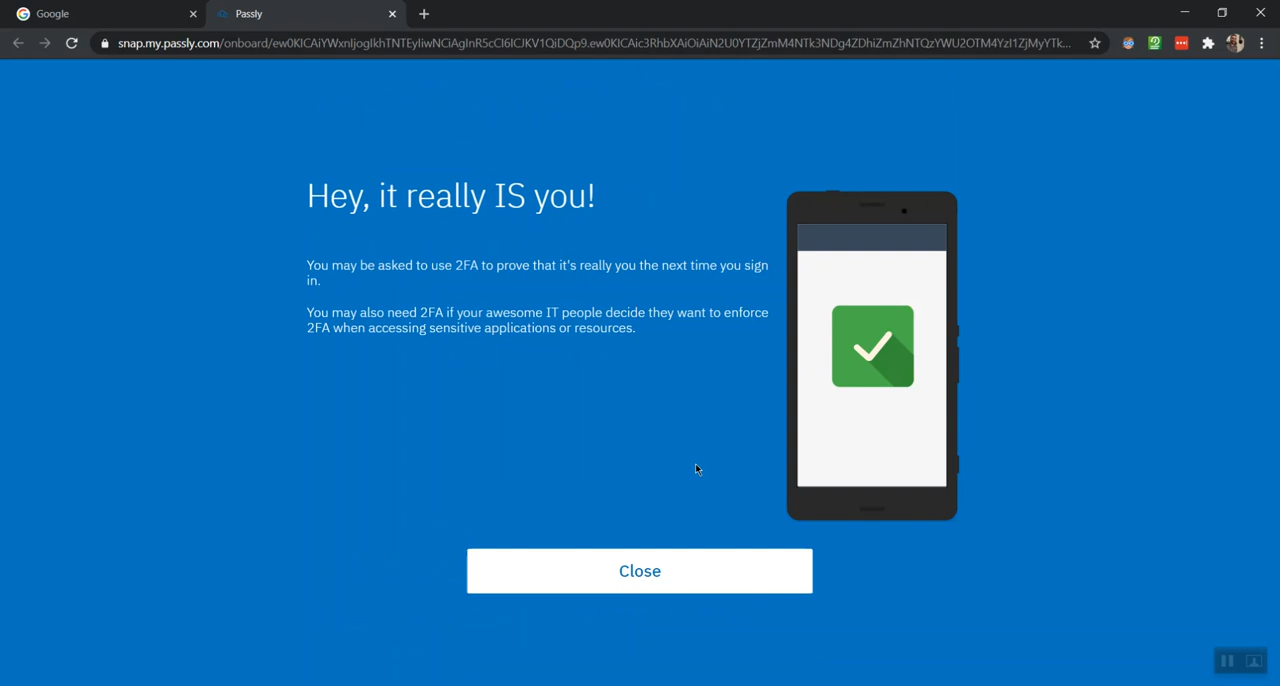 Google
Passly
snap.my.passly.com/onboard/
Hey, it really IS you!
You may be asked to use 2FA to prove that it's really you the next time you sign
in.
You may also need 2FA if your awesome IT people decide they want to enforce
2FA when accessing sensitive applications or resources.
Close